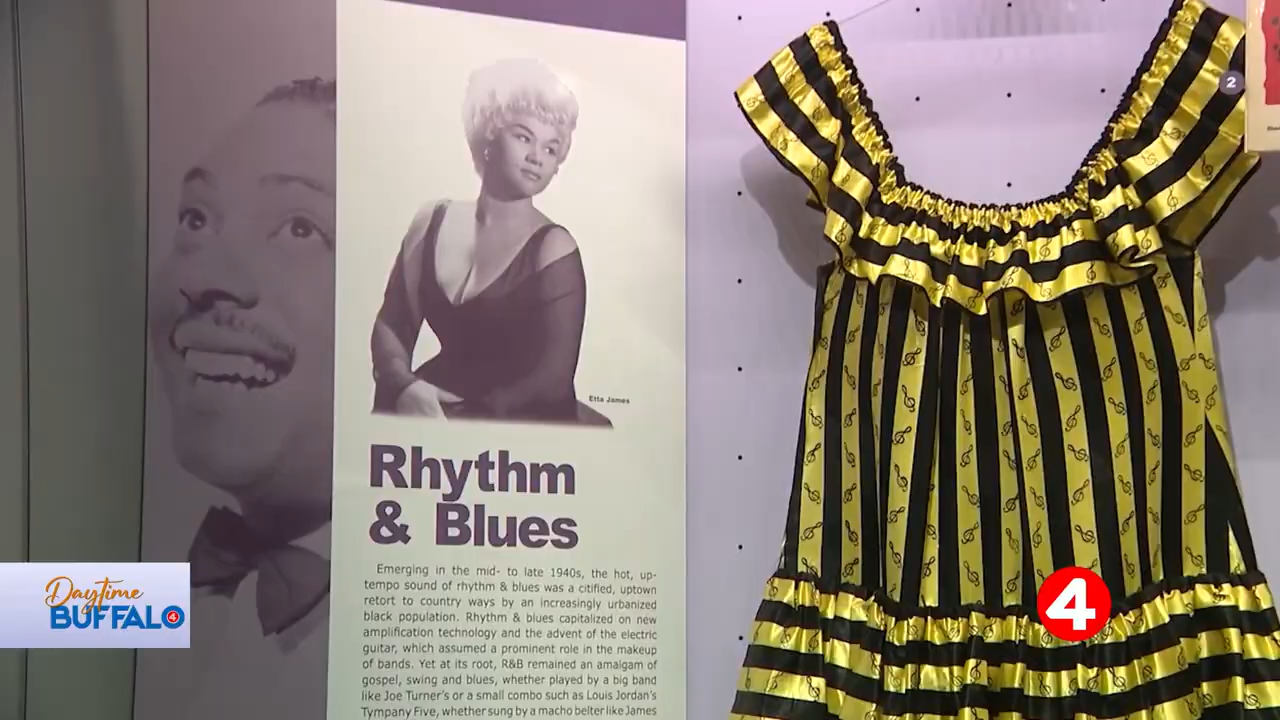 Etta James
Rhythm
& Blues
Emerging in the mid- to late 1940s, the hot, up-
tempo sound of rhythm & blues was a citified, uptown
retort to country ways by an increasingly urbanized
black population. Rhythm & blues capitalized on new
amplification technology and the advent of the electric
guitar, which assumed a prominent role in the makeup
of bands. Yet at its root, R&B remained an amalgam of
gospel, swing and blues, whether played by a big band
like Joe Turner's or a small combo such as Louis Jordan's
Tympany Five, whether sung by a macho belter like James
2
Daytime
BUFFALO 4
4